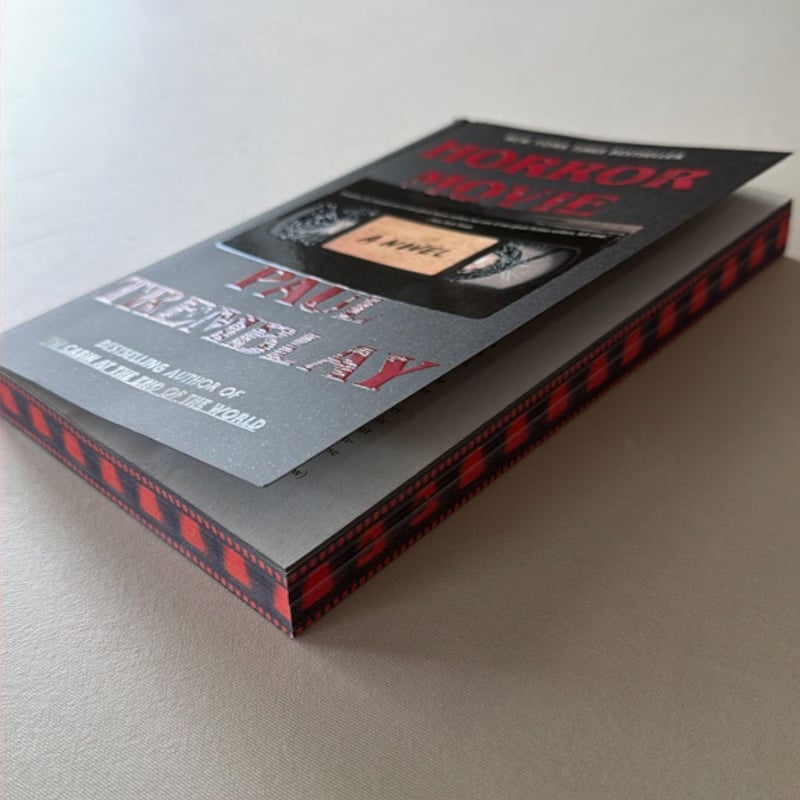 NEW YORK TIMES BESTSELLER
HORROR
MOVIE
A NOVEL
PAUL
TREMBLAY
BESTSELLING AUTHOR OF
THE CABIN AT THE END OF THE WORLD